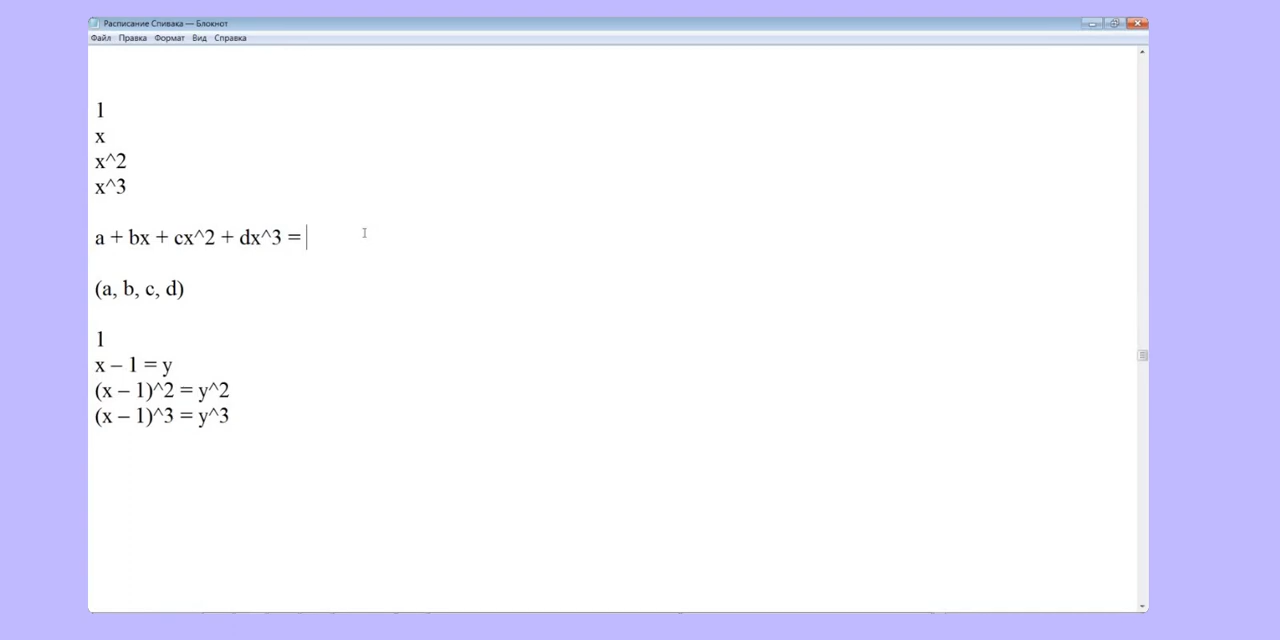 Расписание Спивака — Блокнот
Файл Правка Формат Вид Справка
1
x
x^2
x^3
a + bx + cx^2 + dx^3 =
(a, b, c, d)
1
x – 1 = y
(x – 1)^2 = y^2
(x – 1)^3 = y^3